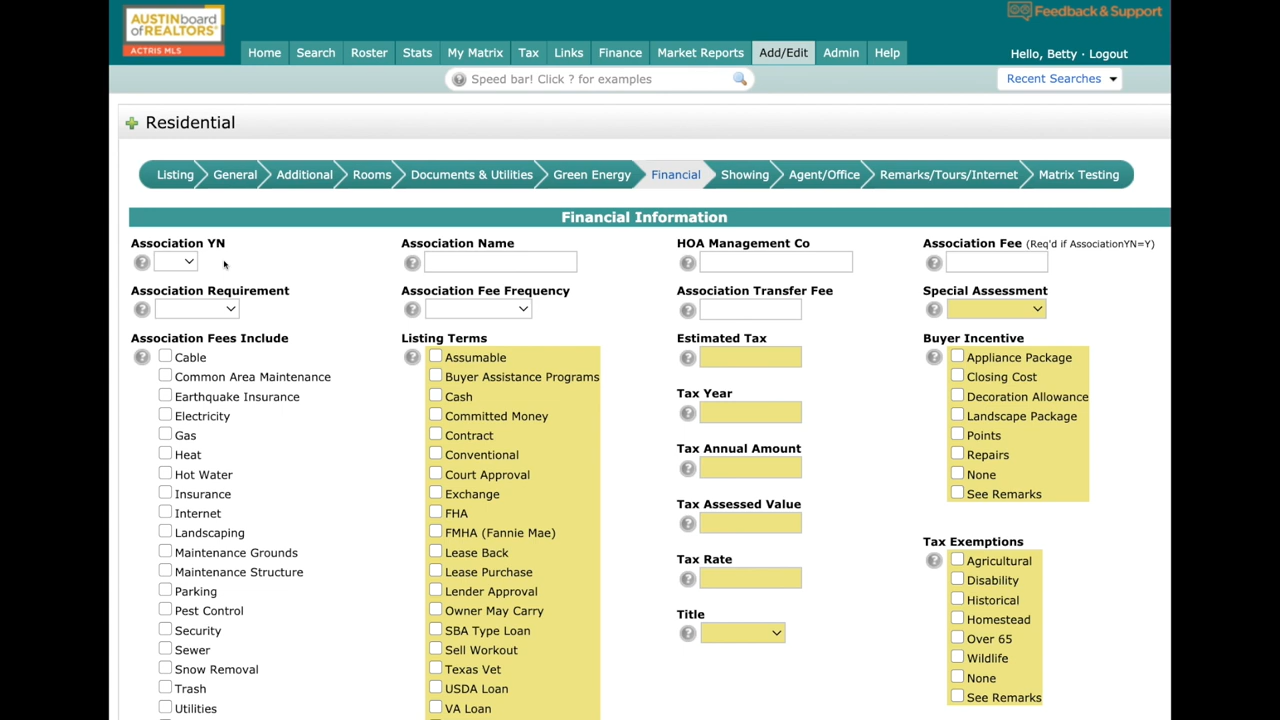 AUSTINboard
of REALTORS®
ACTRIS MLS
Feedback & Support
Home Search Roster Stats My Matrix Tax Links Finance Market Reports Add/Edit Admin Help
Hello, Betty · Logout
Speed bar! Click ? for examples
Recent Searches
Residential
Listing General Additional Rooms Documents & Utilities Green Energy Financial Showing Agent/Office Remarks/Tours/Internet Matrix Testing
Financial Information
Association YN
Association Name
HOA Management Co
Association Fee (Req'd if AssociationYN=Y)
Association Requirement
Association Fee Frequency
Association Transfer Fee
Special Assessment
Association Fees Include
Cable
Common Area Maintenance
Earthquake Insurance
Electricity
Gas
Heat
Hot Water
Insurance
Internet
Landscaping
Maintenance Grounds
Maintenance Structure
Parking
Pest Control
Security
Sewer
Snow Removal
Trash
Utilities
Listing Terms
Assumable
Buyer Assistance Programs
Cash
Committed Money
Contract
Conventional
Court Approval
Exchange
FHA
FMHA (Fannie Mae)
Lease Back
Lease Purchase
Lender Approval
Owner May Carry
SBA Type Loan
Sell Workout
Texas Vet
USDA Loan
VA Loan
Estimated Tax
Tax Year
Tax Annual Amount
Tax Assessed Value
Tax Rate
Title
Buyer Incentive
Appliance Package
Closing Cost
Decoration Allowance
Landscape Package
Points
Repairs
None
See Remarks
Tax Exemptions
Agricultural
Disability
Historical
Homestead
Over 65
Wildlife
None
See Remarks